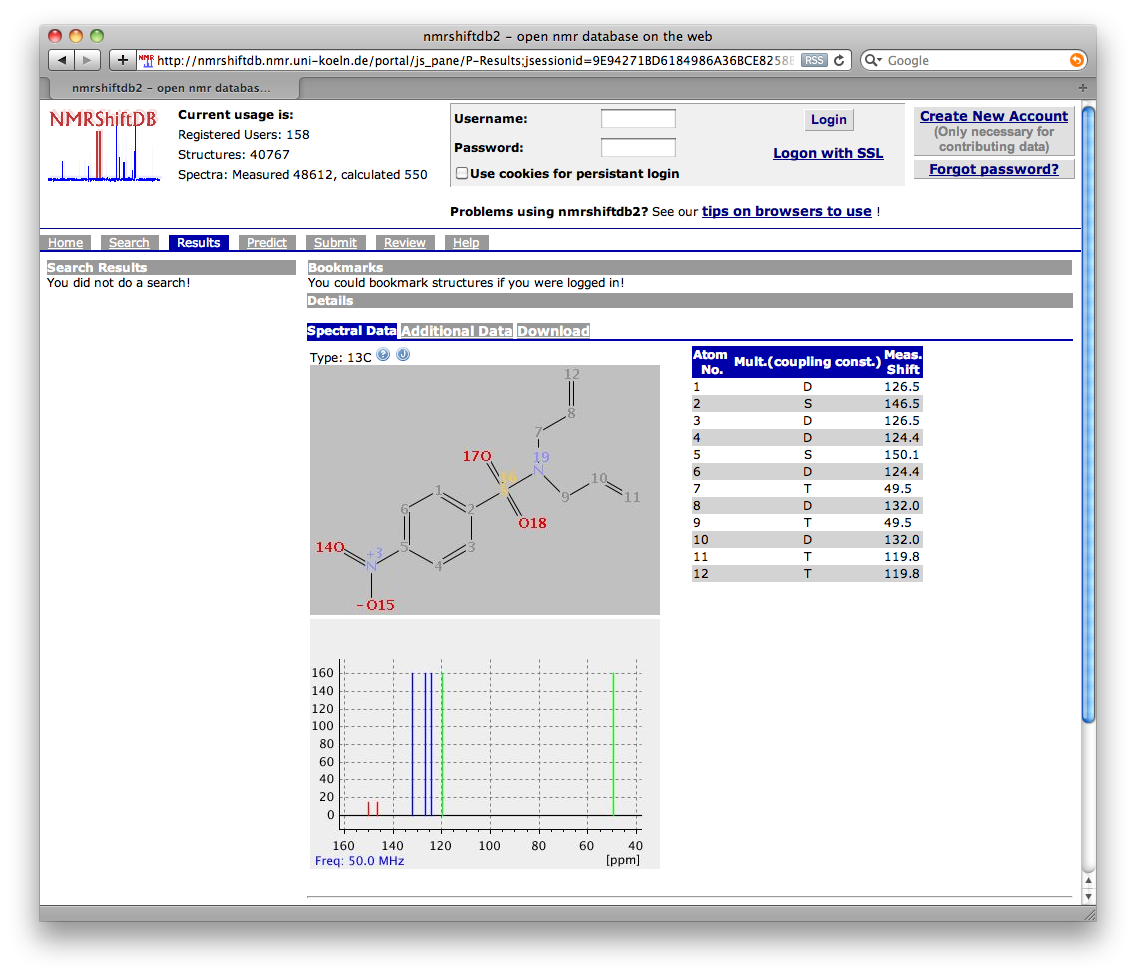 nmrshiftdb2 – open nmr database on the web
http://nmrshiftdb.nmr.uni-koeln.de/portal/js_pane/P-Results;jsessionid=9E94271BD6184986A36BCE8258E RSS Google
nmrshiftdb2 – open nmr databas...
NMRShiftDB
Current usage is:
Registered Users: 158
Structures: 40767
Spectra: Measured 48612, calculated 550
Username:
Login
Password:
Logon with SSL
Use cookies for persistant login
Create New Account
(Only necessary for
contributing data)
Forgot password?
Problems using nmrshiftdb2? See our tips on browsers to use !
Home Search Results Predict Submit Review Help
Search Results
You did not do a search!
Bookmarks
You could bookmark structures if you were logged in!
Details
Spectral Data Additional Data Download
Type: 13C ? J
12
8
7
17O 19
16 N
S 10
1 9 11
6 2 O18
14O 5 3
+3
N 4
- O15
160
140
120
100
80
60
40
20
0
160 140 120 100 80 60 40
Freq: 50.0 MHz [ppm]
Atom No. Mult.(coupling const.) Meas. Shift
1 D 126.5
2 S 146.5
3 D 126.5
4 D 124.4
5 S 150.1
6 D 124.4
7 T 49.5
8 D 132.0
9 T 49.5
10 D 132.0
11 T 119.8
12 T 119.8